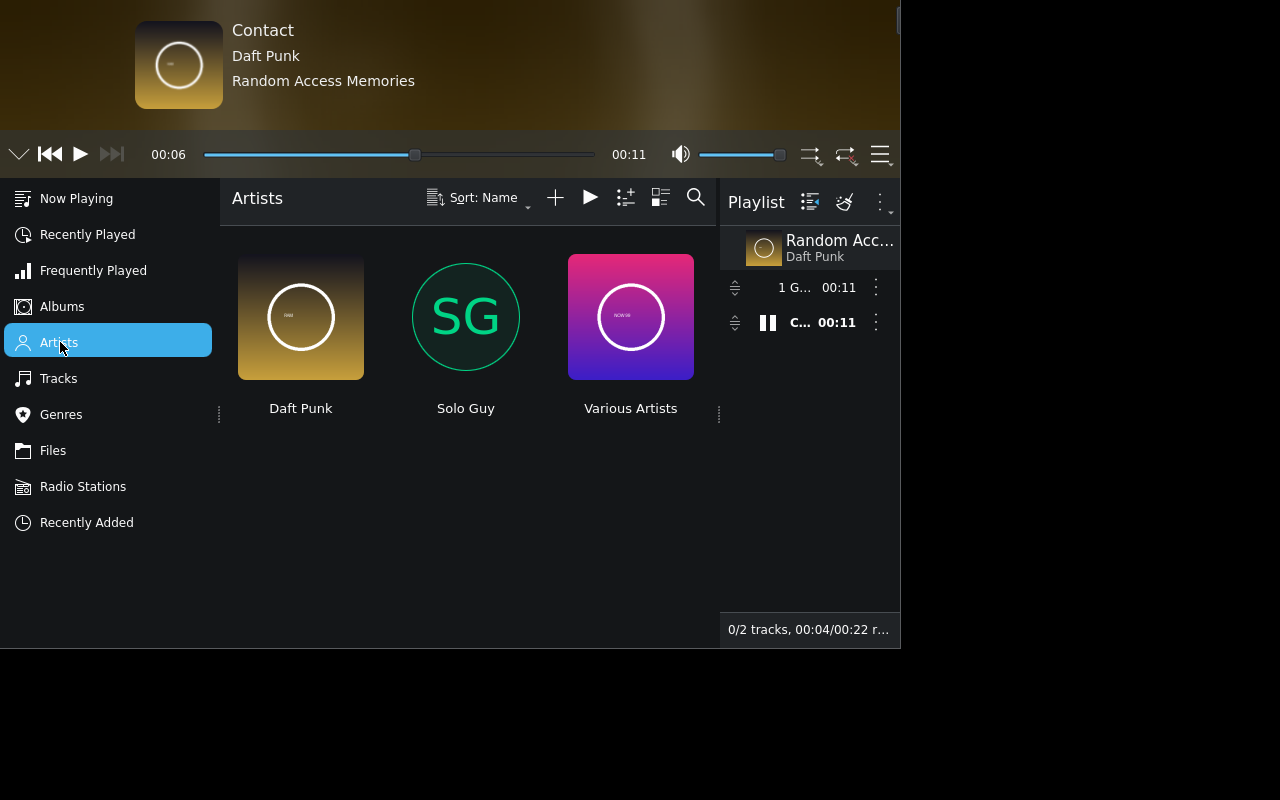 Contact
Daft Punk
Random Access Memories
00:06
00:11
Now Playing
Recently Played
Frequently Played
Albums
Artists
Tracks
Genres
Files
Radio Stations
Recently Added
Artists
Sort: Name
SG
Daft Punk
Solo Guy
Various Artists
Playlist
Random Acc...
Daft Punk
1 G... 00:11
C... 00:11
0/2 tracks, 00:04/00:22 r...